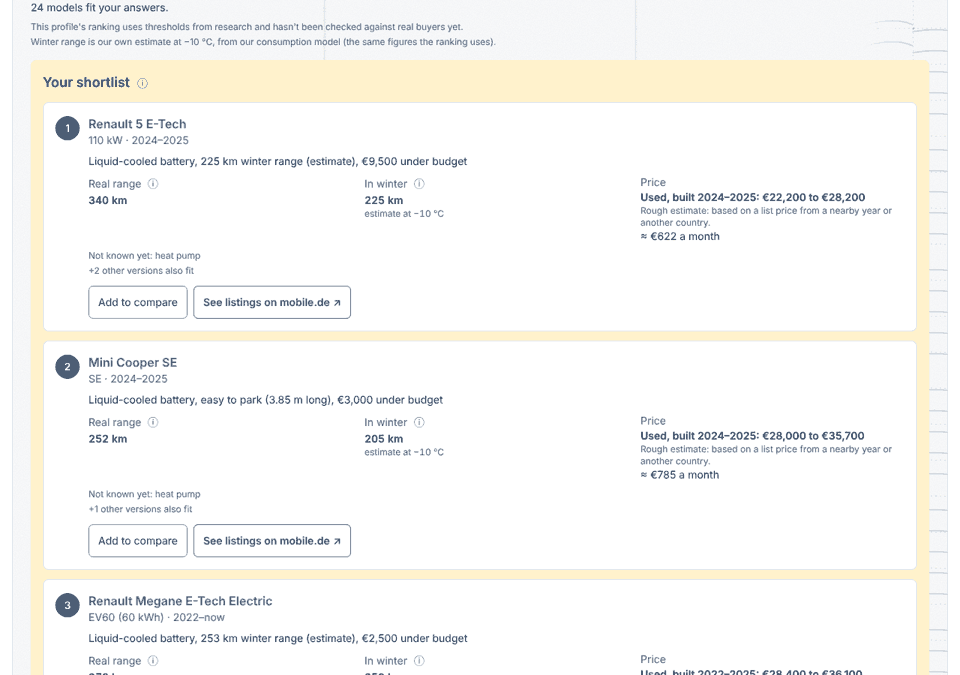 24 models fit your answers.
This profile's ranking uses thresholds from research and hasn't been checked against real buyers yet.
Winter range is our own estimate at −10 °C, from our consumption model (the same figures the ranking uses).
Your shortlist ⓘ
1
Renault 5 E-Tech
110 kW · 2024–2025
Liquid-cooled battery, 225 km winter range (estimate), €9,500 under budget
Real range ⓘ
340 km
In winter ⓘ
225 km
estimate at −10 °C
Price
Used, built 2024–2025: €22,200 to €28,200
Rough estimate: based on a list price from a nearby year or
another country.
≈ €622 a month
Not known yet: heat pump
+2 other versions also fit
Add to compare
See listings on mobile.de ↗
2
Mini Cooper SE
SE · 2024–2025
Liquid-cooled battery, easy to park (3.85 m long), €3,000 under budget
Real range ⓘ
252 km
In winter ⓘ
205 km
estimate at −10 °C
Price
Used, built 2024–2025: €28,000 to €35,700
Rough estimate: based on a list price from a nearby year or
another country.
≈ €785 a month
Not known yet: heat pump
+1 other versions also fit
Add to compare
See listings on mobile.de ↗
3
Renault Megane E-Tech Electric
EV60 (60 kWh) · 2022–now
Liquid-cooled battery, 253 km winter range (estimate), €2,500 under budget
Real range ⓘ
In winter ⓘ
Price
Used, built 2022–2025: €28,400 to €36,100